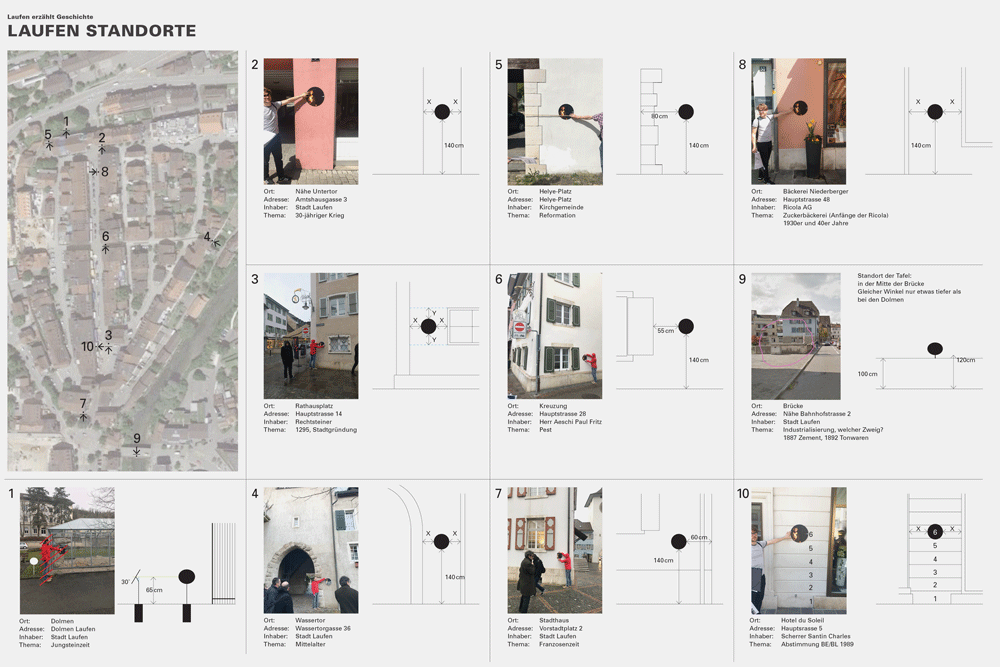 Laufen erzählt Geschichte
LAUFEN STANDORTE
1
5
2
8
6
4
3
10
7
9
2
X
X
140 cm
Ort: Nähe Untertor
Adresse: Amtshausgasse 3
Inhaber: Stadt Laufen
Thema: 30-jähriger Krieg
5
80 cm
140 cm
Ort: Helye-Platz
Adresse: Helye-Platz
Inhaber: Kirchgemeinde
Thema: Reformation
8
X
X
140 cm
Ort: Bäckerei Niederberger
Adresse: Hauptstrasse 48
Inhaber: Ricola AG
Thema: Zuckerbäckerei (Anfänge der Ricola)
1930er und 40er Jahre
3
X
X
Y
Y
Ort: Rathausplatz
Adresse: Hauptstrasse 14
Inhaber: Rechtsteiner
Thema: 1295, Stadtgründung
6
55 cm
140 cm
Ort: Kreuzung
Adresse: Hauptstrasse 28
Inhaber: Herr Aeschi Paul Fritz
Thema: Pest
9
Standort der Tafel:
in der Mitte der Brücke
Gleicher Winkel nur etwas tiefer als
bei den Dolmen
100 cm
120cm
Ort: Brücke
Adresse: Nähe Bahnhofstrasse 2
Inhaber: Stadt Laufen
Thema: Industrialisierung, welcher Zweig?
1887 Zement, 1892 Tonwaren
1
30°
65 cm
Ort: Dolmen
Adresse: Dolmen Laufen
Inhaber: Stadt Laufen
Thema: Jungsteinzeit
4
X
X
140 cm
Ort: Wassertor
Adresse: Wassertorgasse 36
Inhaber: Stadt Laufen
Thema: Mittelalter
7
60 cm
140 cm
Ort: Stadthaus
Adresse: Vorstadtplatz 2
Inhaber: Stadt Laufen
Thema: Franzosenzeit
10
6
5
4
3
2
1
X
6
X
5
4
3
2
1
Ort: Hotel du Soleil
Adresse: Hauptsrasse 5
Inhaber: Scherrer Santin Charles
Thema: Abstimmung BE/BL 1989